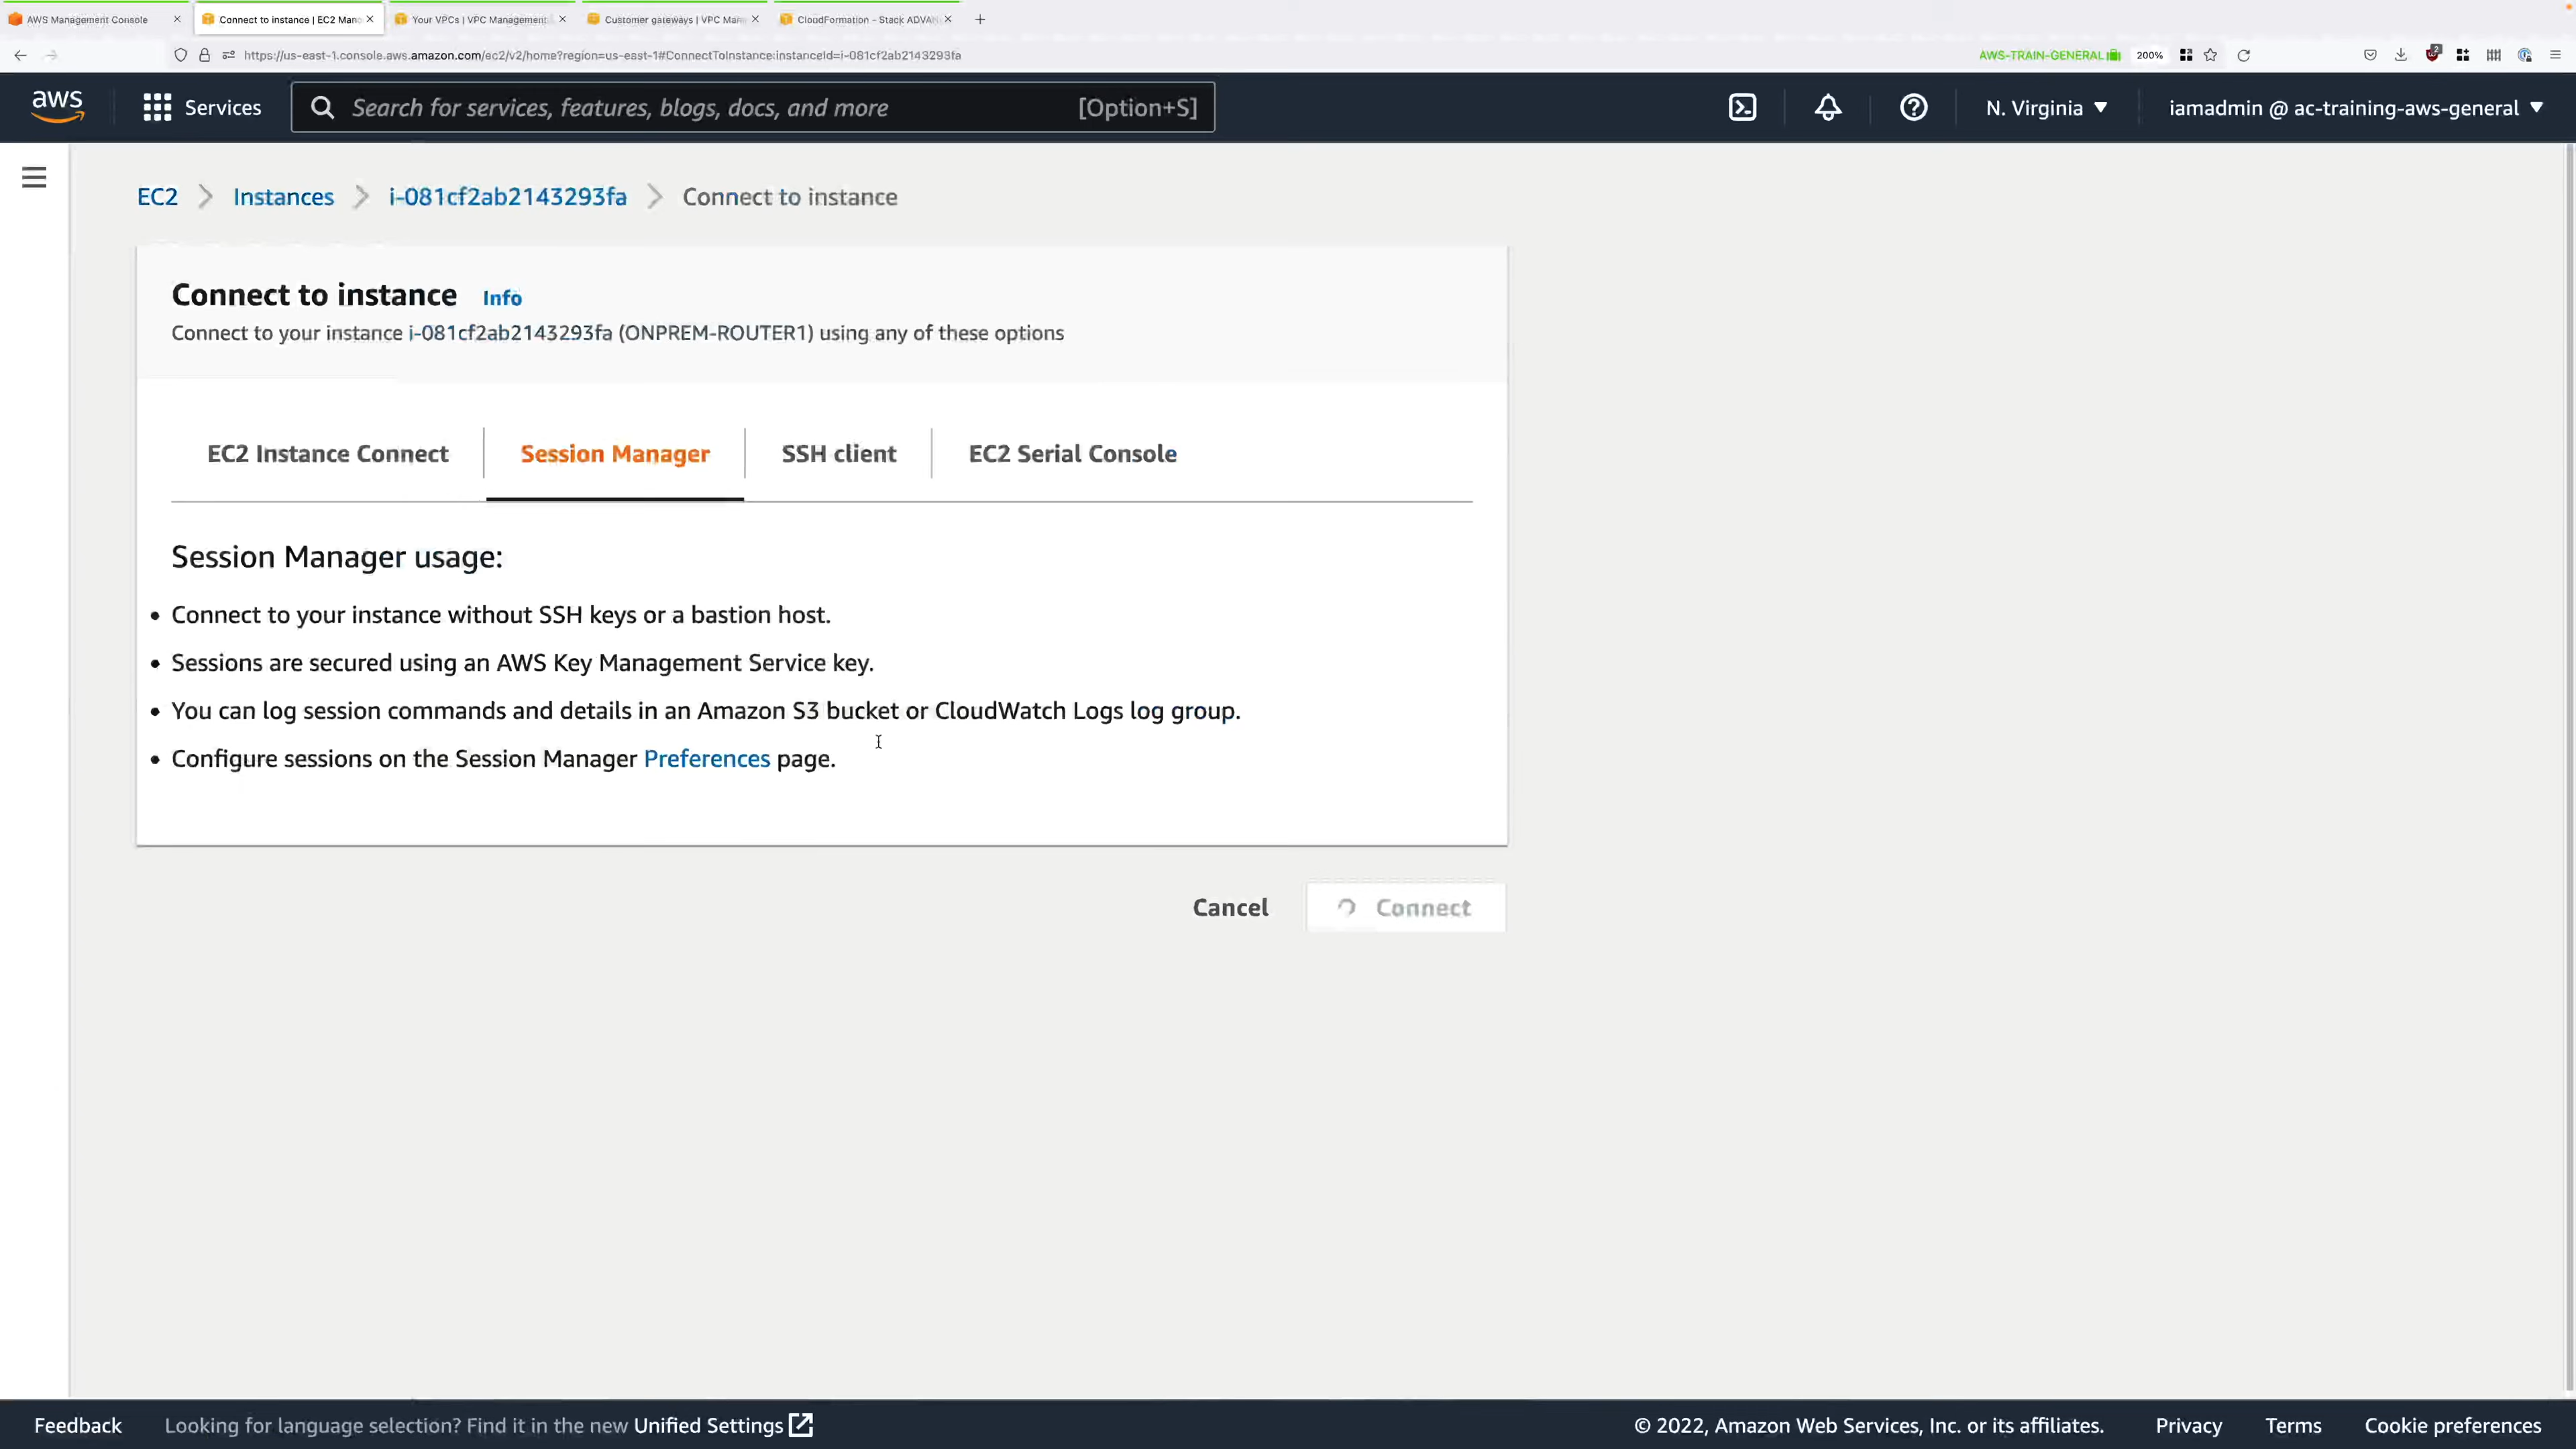 AWS Management Console
Connect to instance | EC2 Mana
Your VPCs | VPC Management
Customer gateways | VPC Mana
CloudFormation - Stack ADVAN
https://us-east-1.console.aws.amazon.com/ec2/v2/home?region=us-east-1#ConnectToInstance:instanceId=i-081cf2ab2143293fa
AWS-TRAIN-GENERAL
200%
2
aws
Services
Search for services, features, blogs, docs, and more
[Option+S]
N. Virginia
iamadmin @ ac-training-aws-general
EC2 > Instances > i-081cf2ab2143293fa > Connect to instance
Connect to instance Info
Connect to your instance i-081cf2ab2143293fa (ONPREM-ROUTER1) using any of these options
EC2 Instance Connect
Session Manager
SSH client
EC2 Serial Console
Session Manager usage:
• Connect to your instance without SSH keys or a bastion host.
• Sessions are secured using an AWS Key Management Service key.
• You can log session commands and details in an Amazon S3 bucket or CloudWatch Logs log group.
• Configure sessions on the Session Manager Preferences page.
Cancel
Connect
Feedback
Looking for language selection? Find it in the new Unified Settings
© 2022, Amazon Web Services, Inc. or its affiliates.
Privacy
Terms
Cookie preferences